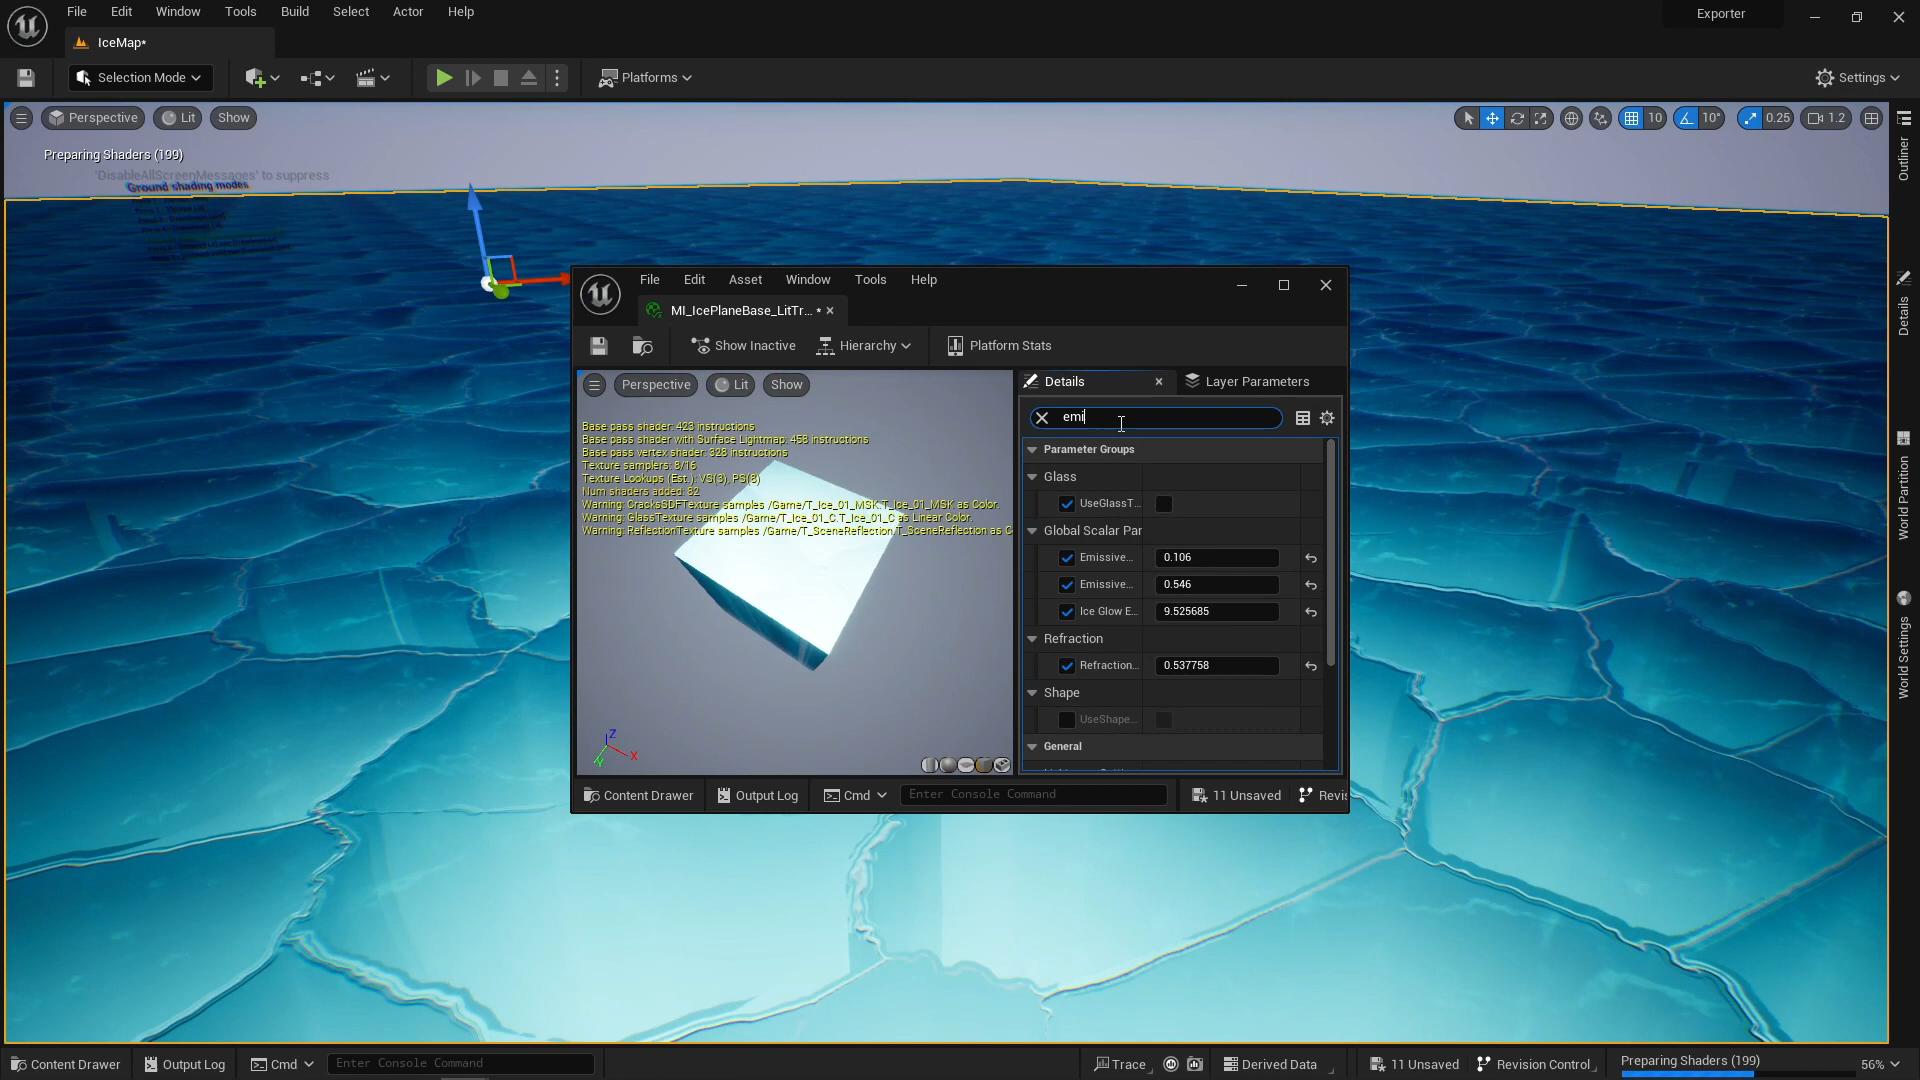 File Edit Window Tools Build Select Actor Help
Exporter
IceMap*
Selection Mode
Platforms
Settings
Perspective Lit Show
10 10° 0.25 1.2
Preparing Shaders (199)
'DisableAllScreenMessages' to suppress
Ground shading modes
Outliner
Details
World Partition
World Settings
File Edit Asset Window Tools Help
MI_IcePlaneBase_LitTr... *
Show Inactive Hierarchy Platform Stats
Perspective Lit Show
Base pass shader: 423 instructions
Base pass shader with Surface Lightmap: 458 instructions
Base pass vertex shader: 328 instructions
Texture samplers: 8/16
Texture Lookups (Est.): VS(3), PS(8)
Num shaders added: 82
Warning: CracksSDFTexture samples /Game/T_Ice_01_MSK.T_Ice_01_MSK as Color.
Warning: GlassTexture samples /Game/T_Ice_01_C.T_Ice_01_C as Linear Color.
Warning: ReflectionTexture samples /Game/T_SceneReflection.T_SceneReflection as C
Z
X
Y
Details Layer Parameters
emi
Parameter Groups
Glass
UseGlassT...
Global Scalar Par
Emissive... 0.106
Emissive... 0.546
Ice Glow E... 9.525685
Refraction
Refraction... 0.537758
Shape
UseShape...
General
Content Drawer Output Log Cmd Enter Console Command 11 Unsaved Revis
Content Drawer Output Log Cmd Enter Console Command
Trace Derived Data 11 Unsaved Revision Control
Preparing Shaders (199)
56%